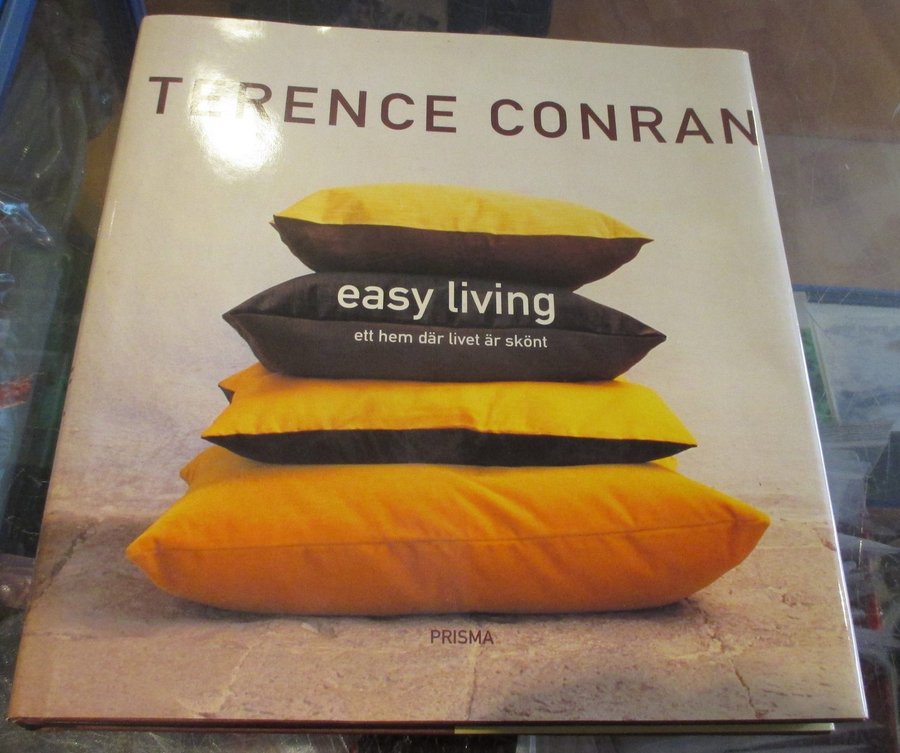 TERENCE CONRAN
easy living
ett hem där livet är skönt
PRISMA